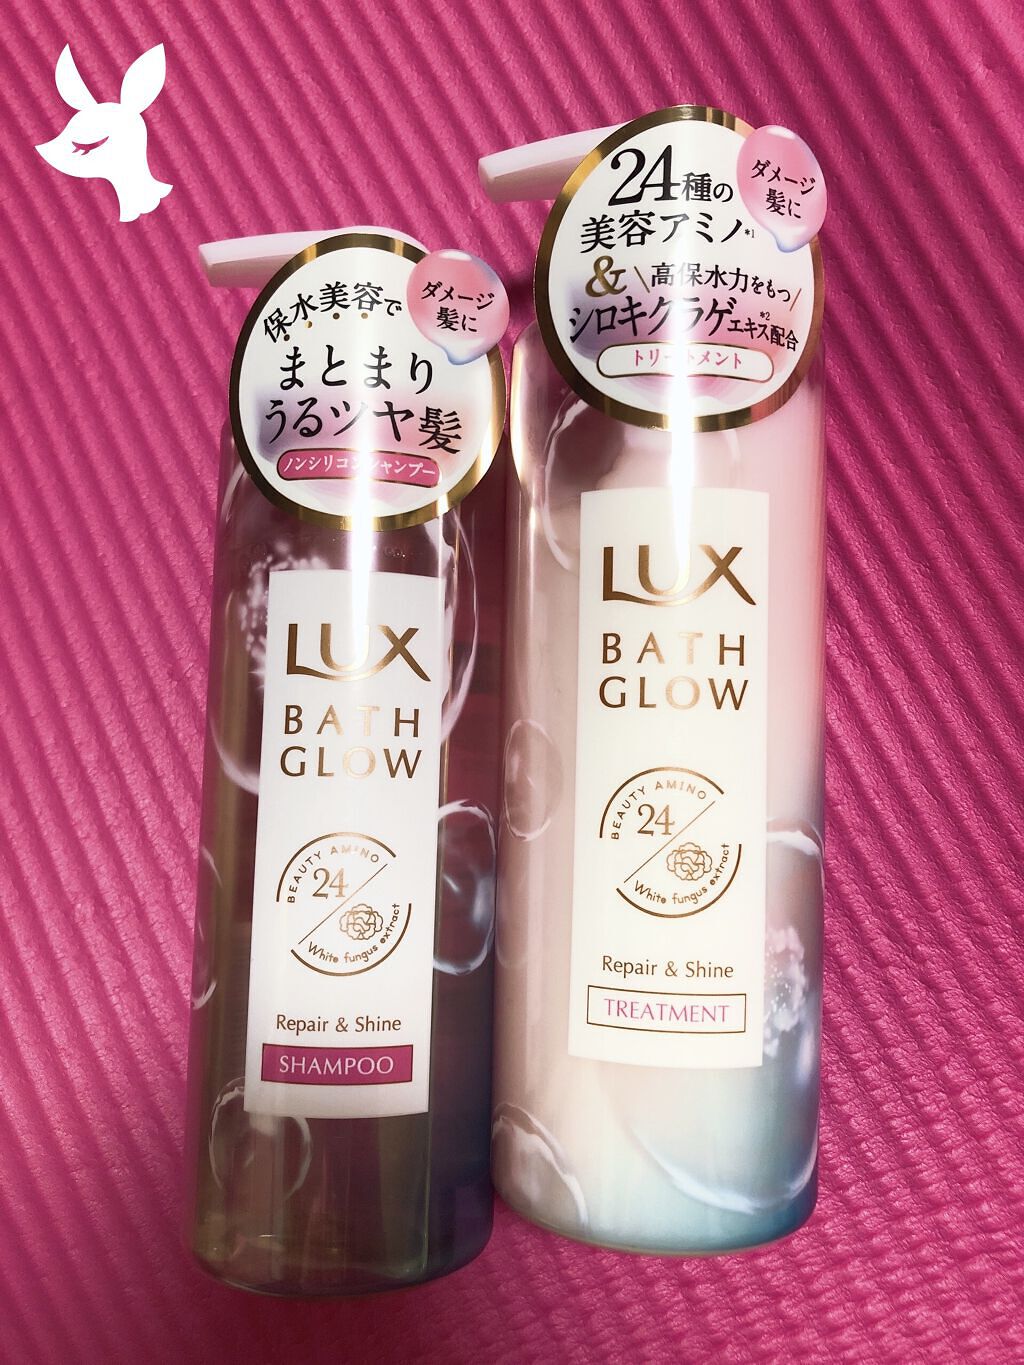 保水美容で
まとまり
うるツヤ髪
ノンシリコンシャンプー
ダメージ
髪に
LUX
BATH
GLOW
BEAUTY AMINO
24
White fungus extract
Repair & Shine
SHAMPOO
24種の
美容アミノ*1
&
高保水力をもつ
シロキクラゲエキス配合*2
トリートメント
ダメージ
髪に
LUX
BATH
GLOW
BEAUTY AMINO
24
White fungus extract
Repair & Shine
TREATMENT